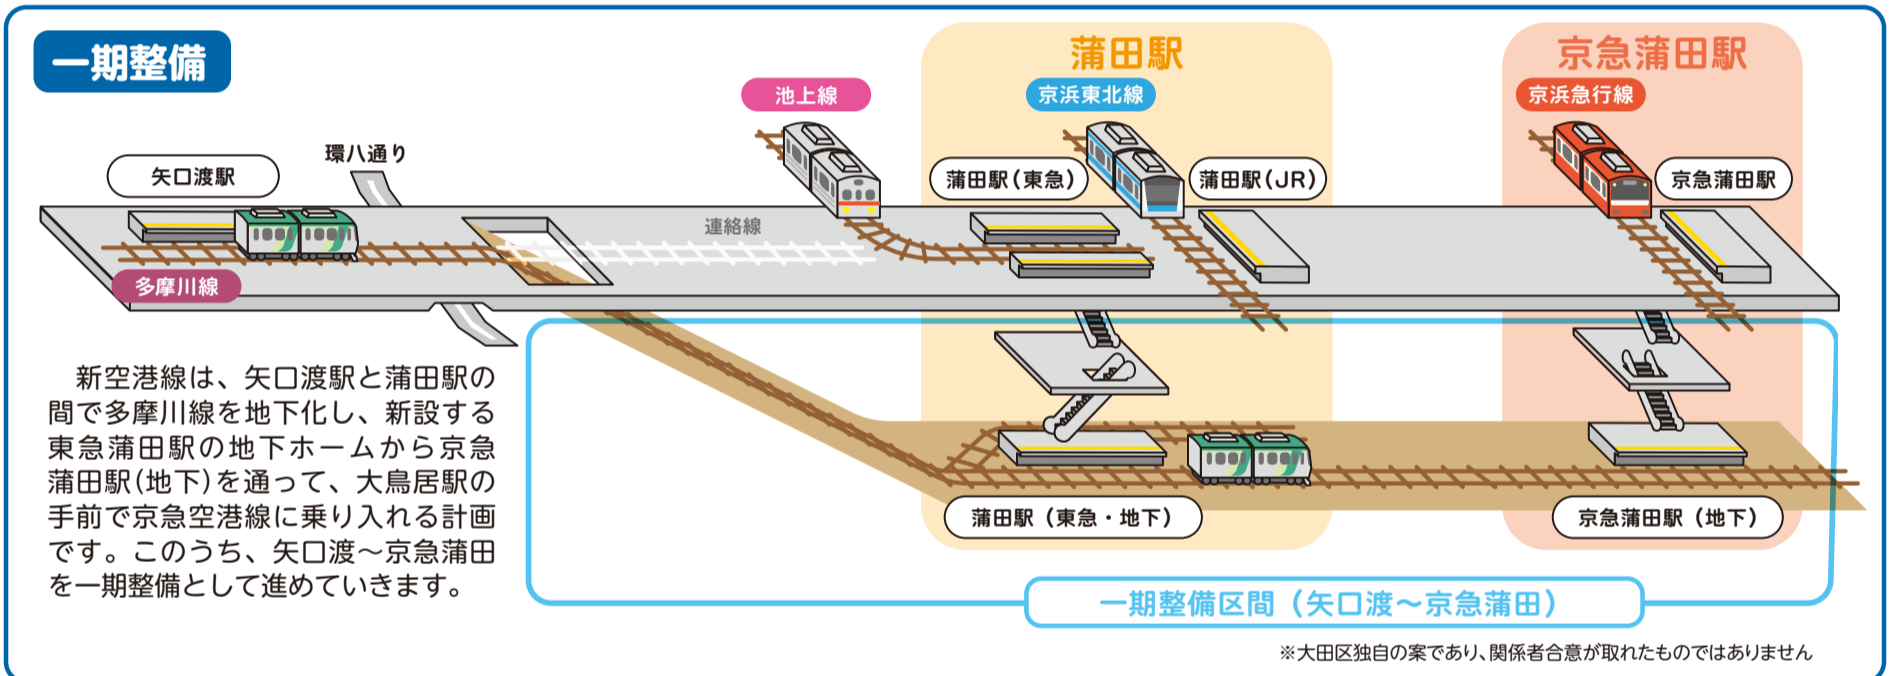 一期整備
蒲田駅
京急蒲田駅
池上線
京浜東北線
京浜急行線
環八通り
矢口渡駅
蒲田駅(東急)
蒲田駅(JR)
京急蒲田駅
連絡線
多摩川線
新空港線は、矢口渡駅と蒲田駅の
間で多摩川線を地下化し、新設する
東急蒲田駅の地下ホームから京急
蒲田駅(地下)を通って、大鳥居駅の
手前で京急空港線に乗り入れる計画
です。このうち、矢口渡～京急蒲田
を一期整備として進めていきます。
蒲田駅（東急・地下）
京急蒲田駅（地下）
一期整備区間（矢口渡～京急蒲田）
※大田区独自の案であり、関係者合意が取れたものではありません